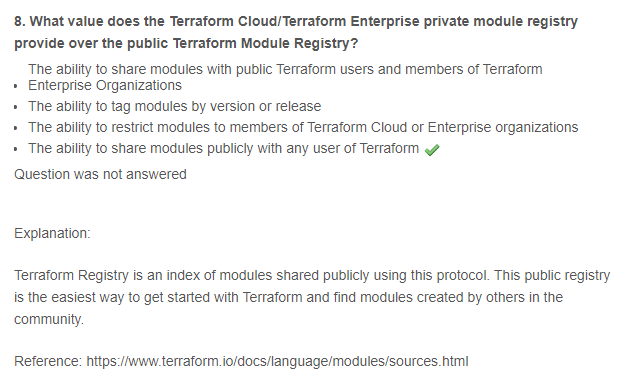 8. What value does the Terraform Cloud/Terraform Enterprise private module registry
provide over the public Terraform Module Registry?
The ability to share modules with public Terraform users and members of Terraform
• Enterprise Organizations
• The ability to tag modules by version or release
• The ability to restrict modules to members of Terraform Cloud or Enterprise organizations
• The ability to share modules publicly with any user of Terraform
Question was not answered
Explanation:
Terraform Registry is an index of modules shared publicly using this protocol. This public registry
is the easiest way to get started with Terraform and find modules created by others in the
community.
Reference: https://www.terraform.io/docs/language/modules/sources.html